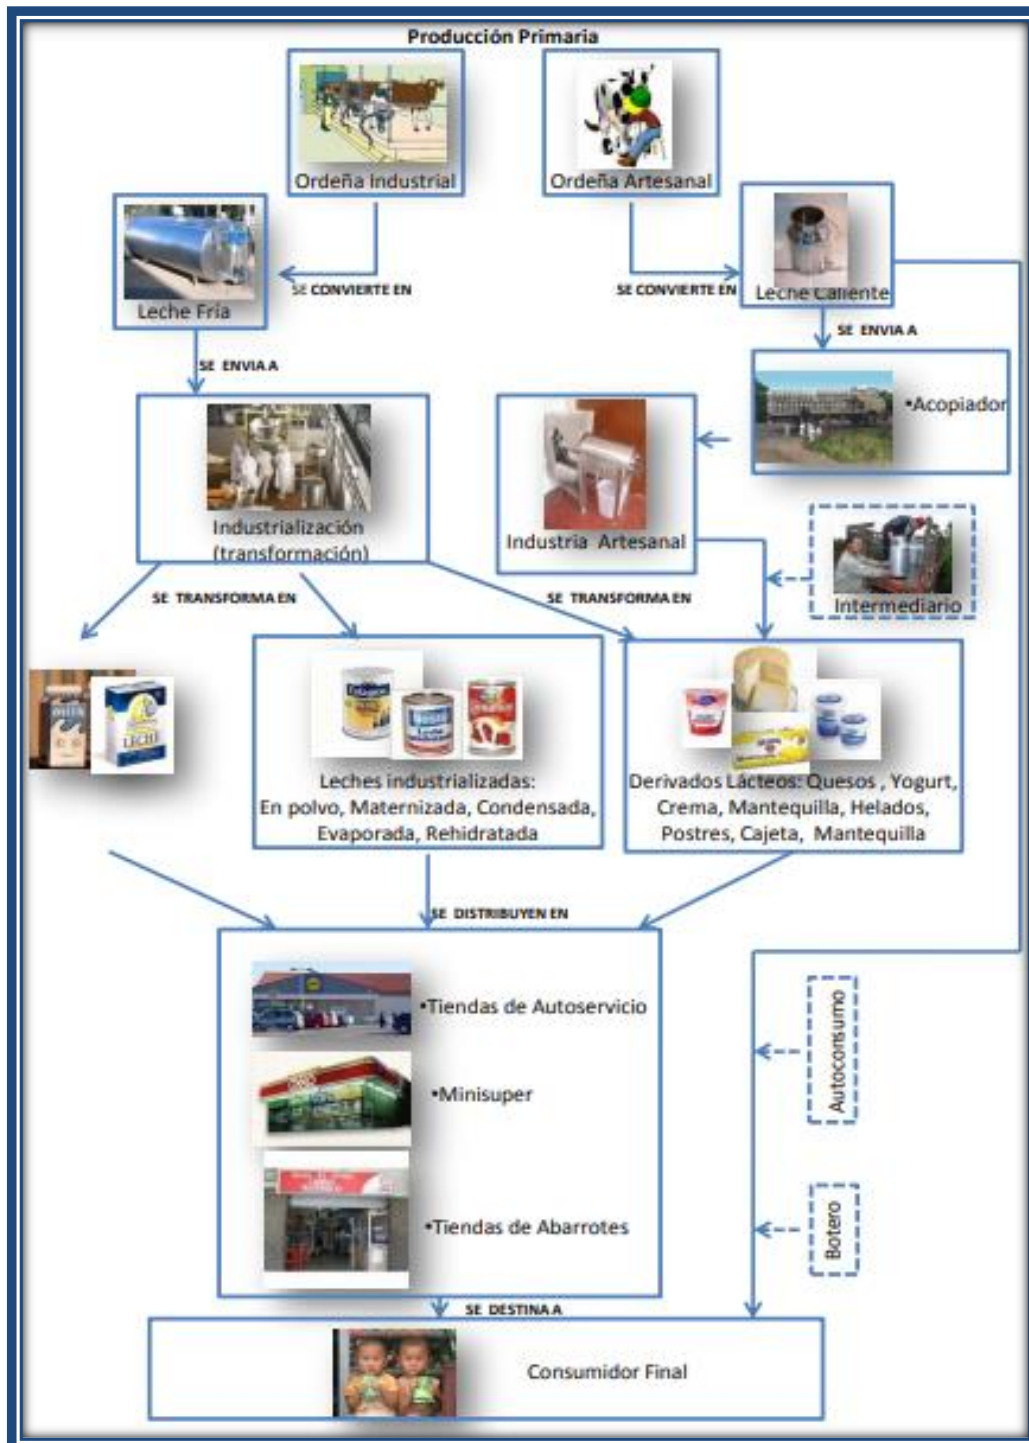 Producción Primaria
Ordeña Industrial
Ordeña Artesanal
SE CONVIERTE EN
SE CONVIERTE EN
Leche Fria
Leche Caliente
SE ENVIA A
SE ENVIA A
•Acopiador
Industrialización
(transformación)
Industria Artesanal
Intermediario
SE TRANSFORMA EN
SE TRANSFORMA EN
LECHE
Leches industrializadas:
En polvo, Maternizada, Condensada,
Evaporada, Rehidratada
Derivados Lácteos: Quesos , Yogurt,
Crema, Mantequilla, Helados,
Postres, Cajeta, Mantequilla
SE DISTRIBUYEN EN
•Tiendas de Autoservicio
•Minisuper
•Tiendas de Abarrotes
Autoconsumo
Botero
SE DESTINA A
Consumidor Final